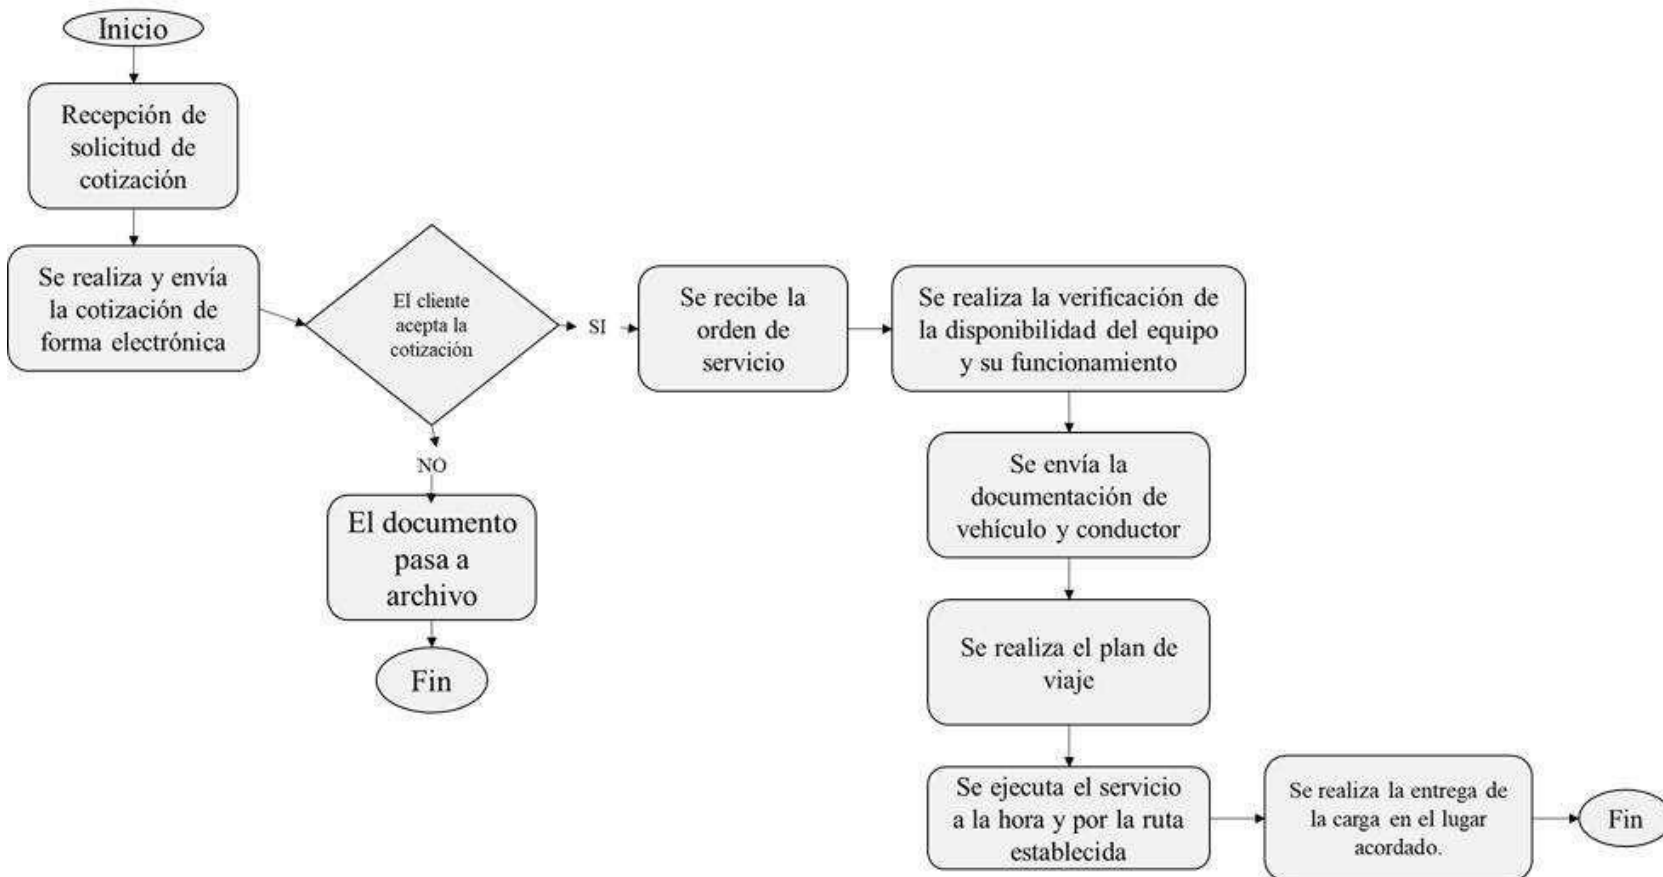 Inicio
Recepción de
solicitud de
cotización
Se realiza y envía
la cotización de
forma electrónica
El cliente
acepta la
cotización
SI
NO
El documento
pasa a
archivo
Fin
Se recibe la
orden de
servicio
Se realiza la verificación de
la disponibilidad del equipo
y su funcionamiento
Se envía la
documentación de
vehículo y conductor
Se realiza el plan de
viaje
Se ejecuta el servicio
a la hora y por la ruta
establecida
Se realiza la entrega de
la carga en el lugar
acordado.
Fin